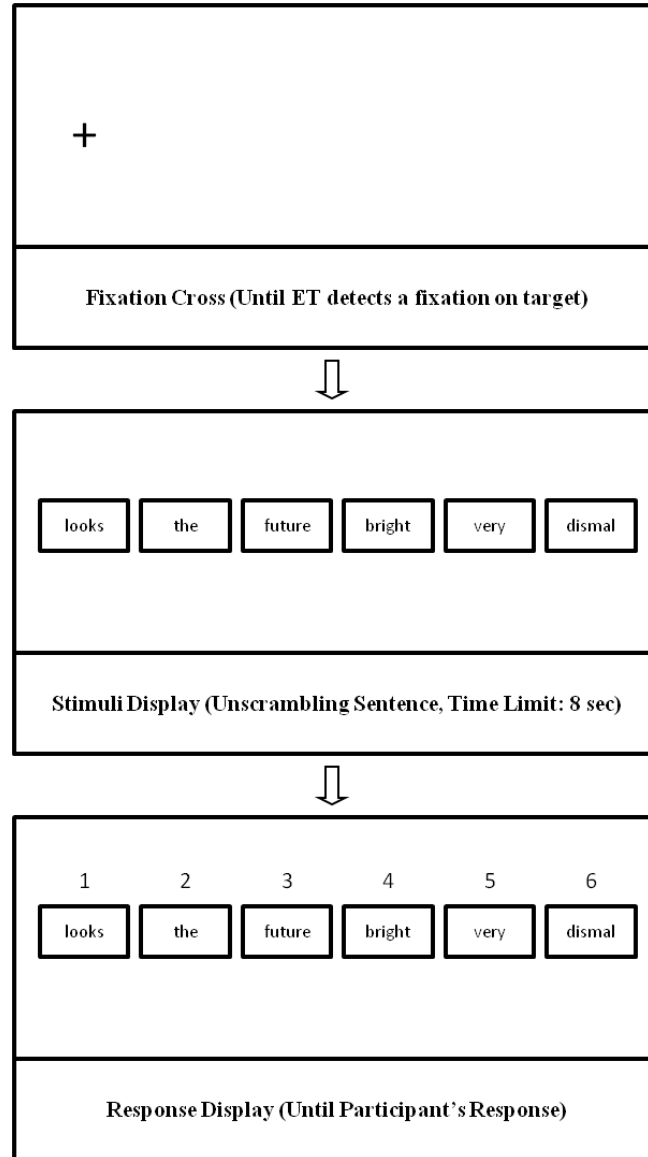 +
Fixation Cross (Until ET detects a fixation on target)
looks the future bright very dismal
Stimuli Display (Unscrambling Sentence, Time Limit: 8 sec)
1 2 3 4 5 6
looks the future bright very dismal
Response Display (Until Participant's Response)